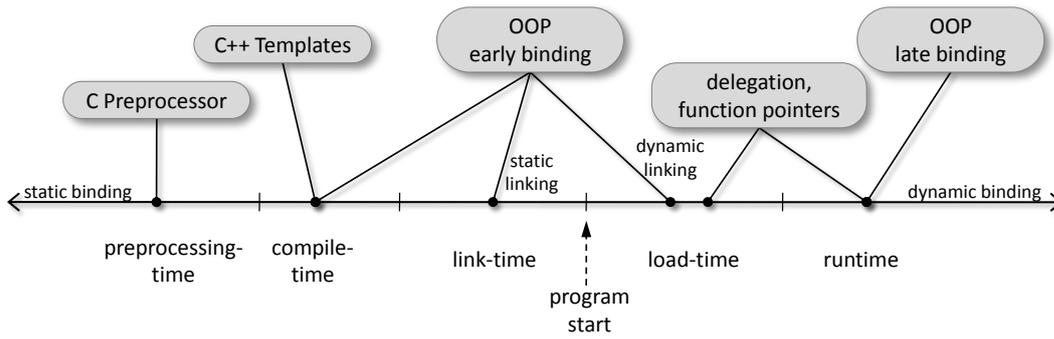 OOP
early binding
OOP
late binding
C++ Templates
delegation,
function pointers
C Preprocessor
static
linking
dynamic
linking
static binding
dynamic binding
preprocessing-
time
compile-
time
link-time
load-time
runtime
program
start